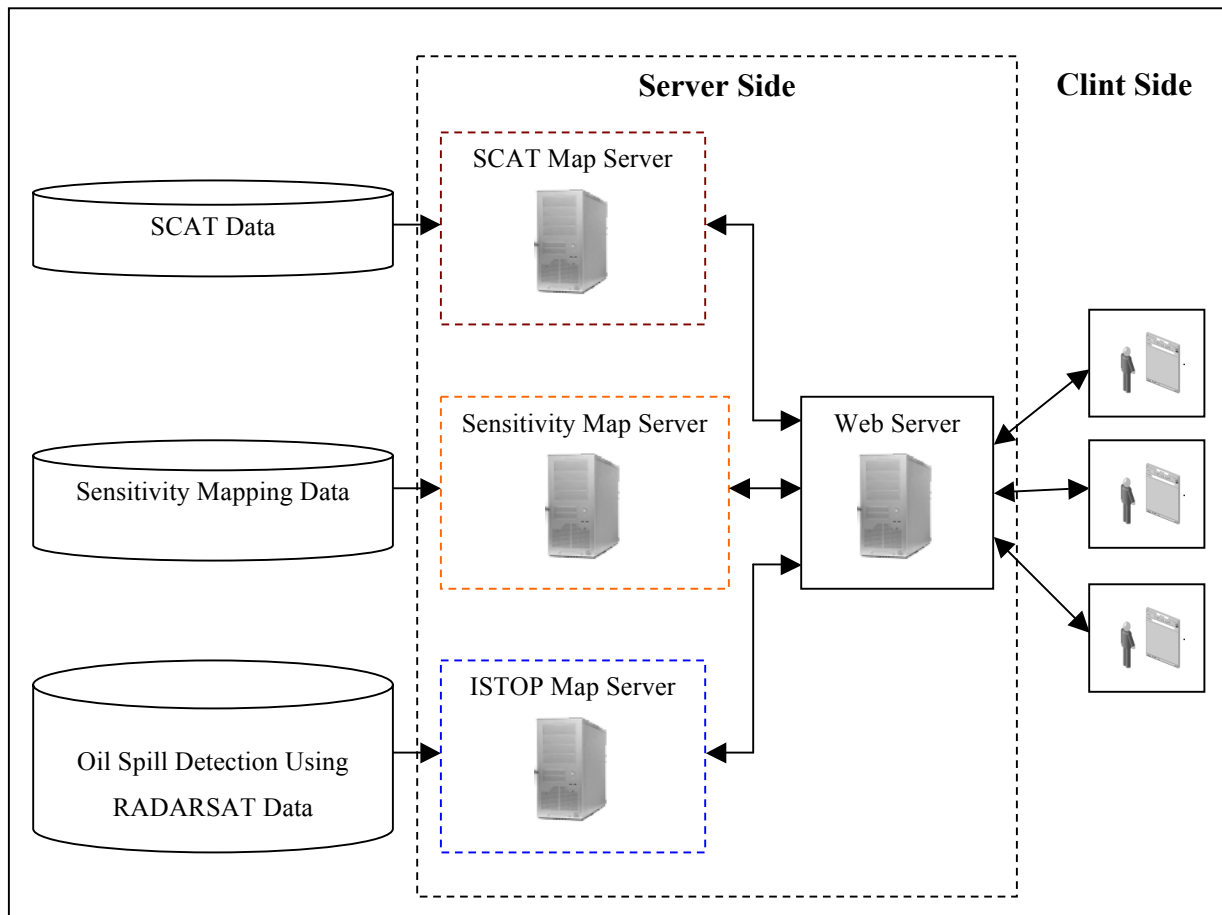 Server Side
Clint Side
SCAT Map Server
SCAT Data
Sensitivity Map Server
Web Server
Sensitivity Mapping Data
ISTOP Map Server
Oil Spill Detection Using
RADARSAT Data